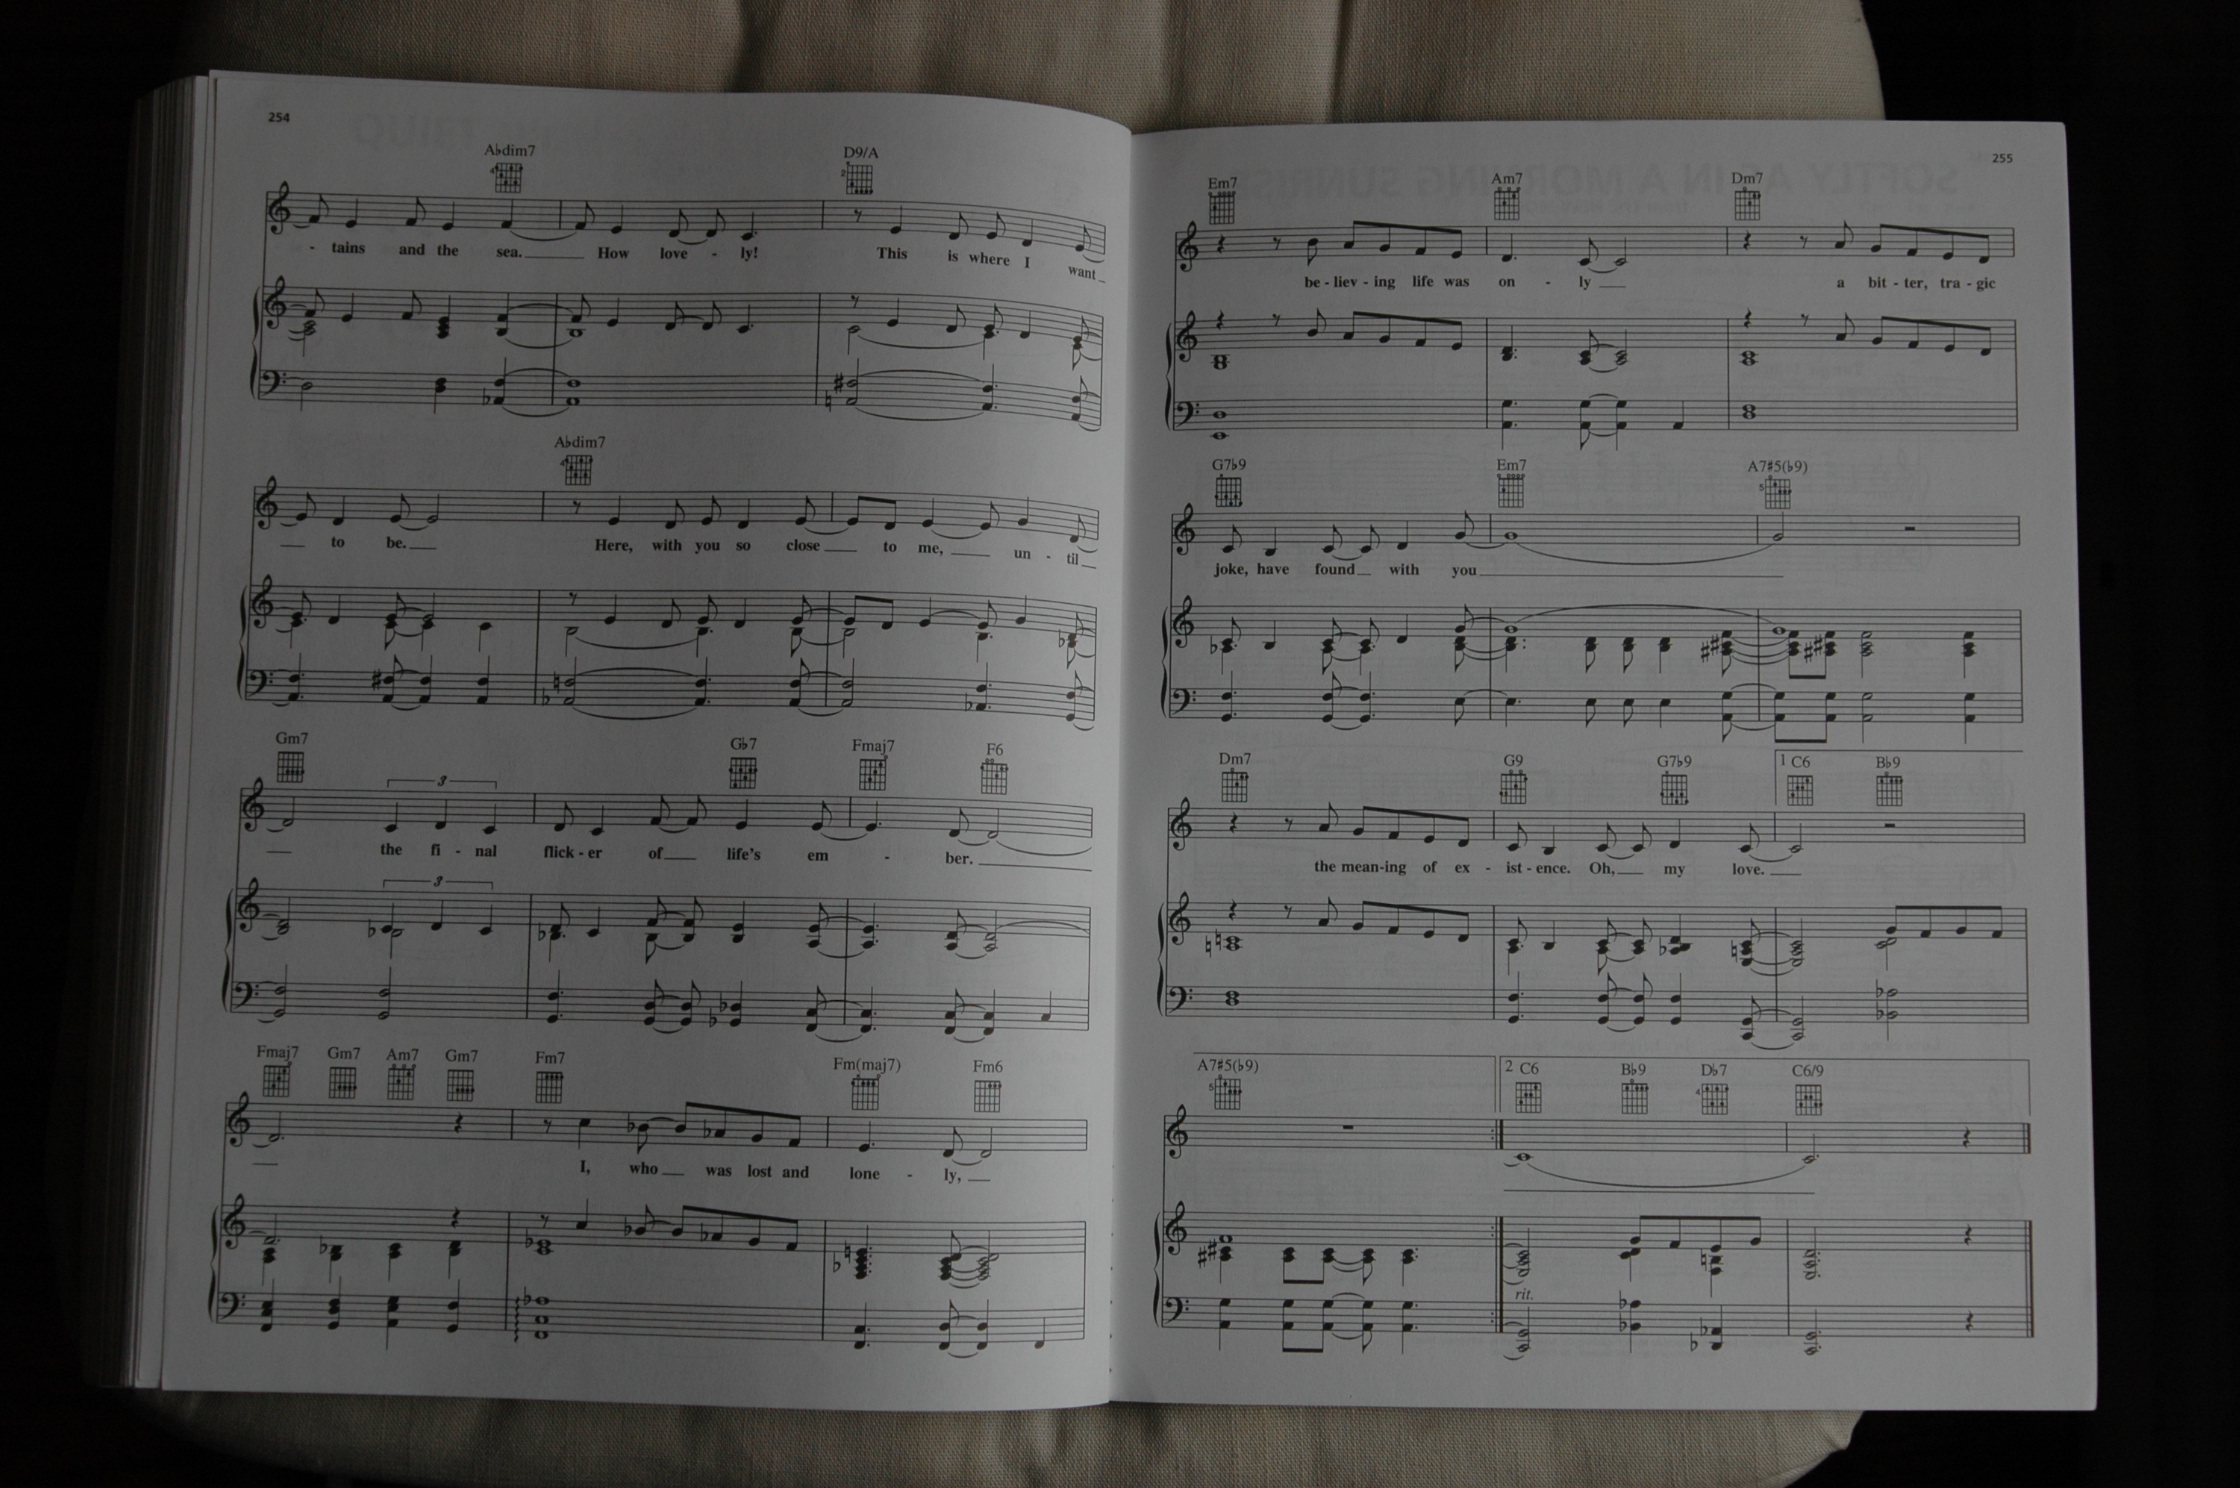 254
A♭dim7 D9/A
- tains and the sea. How love - ly! This is where I want
A♭dim7
to be. Here, with you so close to me, un - til
Gm7 G♭7 Fmaj7 F6
3
the fi - nal flick - er of life's em - ber.
3
Fmaj7 Gm7 Am7 Gm7 Fm7 Fm(maj7) Fm6
I, who was lost and lone - ly,
255
SOFTLY AS IN A MORNING SUNRISE
Em7 Am7 Dm7
be - liev - ing life was on - ly a bit - ter, tra - gic
G7♭9 Em7 A7♯5(♭9)
joke, have found with you
Dm7 G9 G7♭9 1 C6 B♭9
the mean-ing of ex - ist - ence. Oh, my love.
A7♯5(♭9) 2 C6 B♭9 D♭7 C6/9
rit.